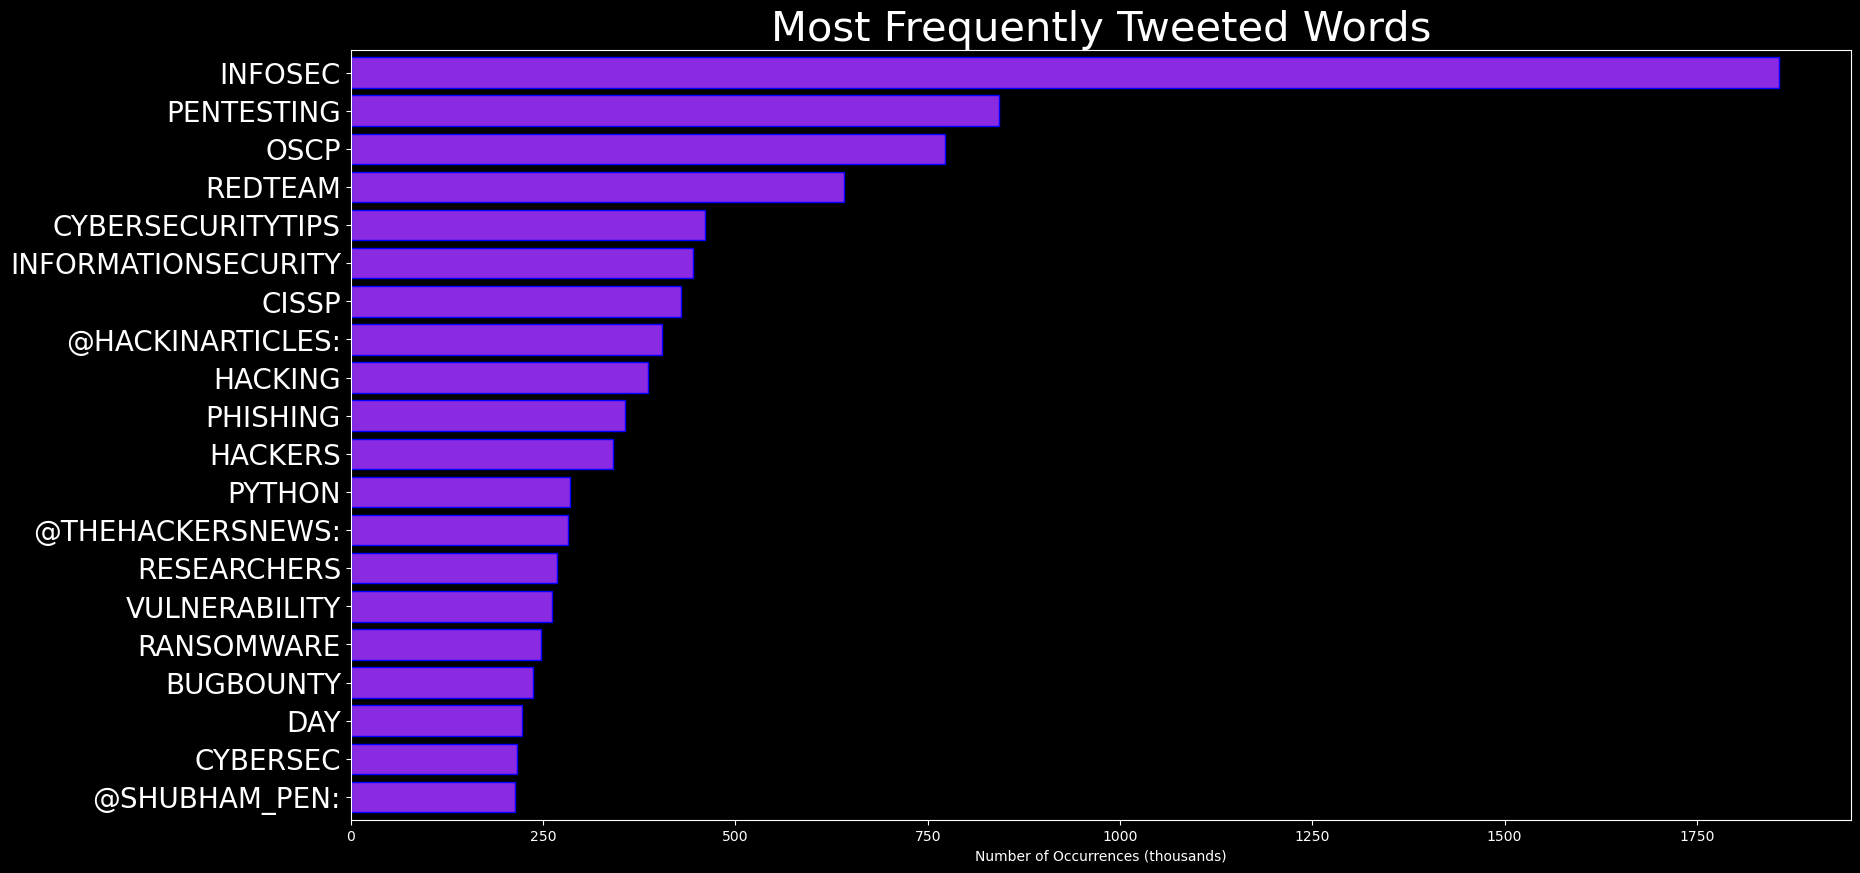 Most Frequently Tweeted Words
INFOSEC
PENTESTING
OSCP
REDTEAM
CYBERSECURITYTIPS
INFORMATIONSECURITY
CISSP
@HACKINARTICLES:
HACKING
PHISHING
HACKERS
PYTHON
@THEHACKERSNEWS:
RESEARCHERS
VULNERABILITY
RANSOMWARE
BUGBOUNTY
DAY
CYBERSEC
@SHUBHAM_PEN:
0 250 500 750 1000 1250 1500 1750
Number of Occurrences (thousands)